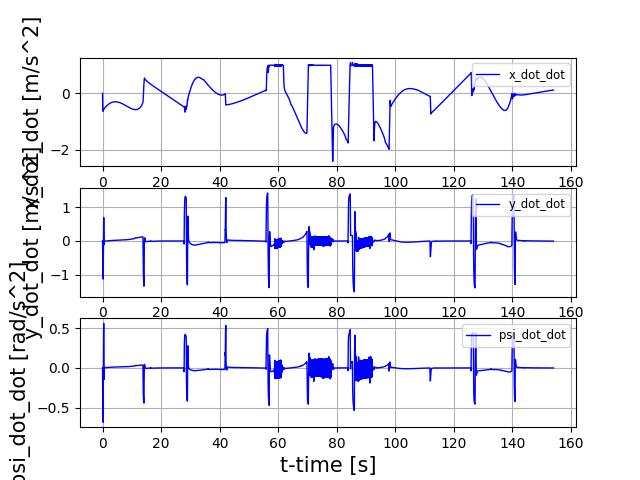 x_dot_dot [m/s^2]
0
−2
x_dot_dot
0 20 40 60 80 100 120 140 160
y_dot_dot [m/s^2]
1
0
−1
y_dot_dot
0 20 40 60 80 100 120 140 160
psi_dot_dot [rad/s^2]
0.5
0.0
−0.5
psi_dot_dot
0 20 40 60 80 100 120 140 160
t-time [s]